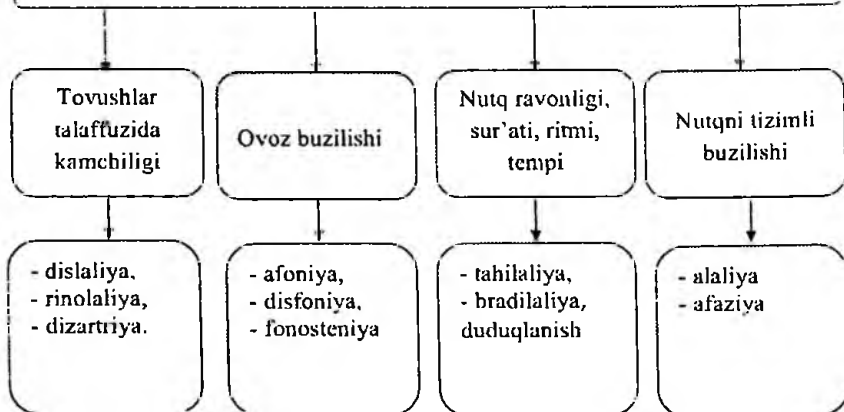 Tovushlar
talaffuzida
kamchiligi
Ovoz buzilishi
Nutq ravonligi,
sur'ati, ritmi,
tempi
Nutqni tizimli
buzilishi
- dislaliya,
- rinolaliya,
- dizartriya.
- afoniya,
- disfoniya,
- fonosteniya
- tahilaliya,
- bradilaliya,
duduqlanish
- alaliya
- afaziya